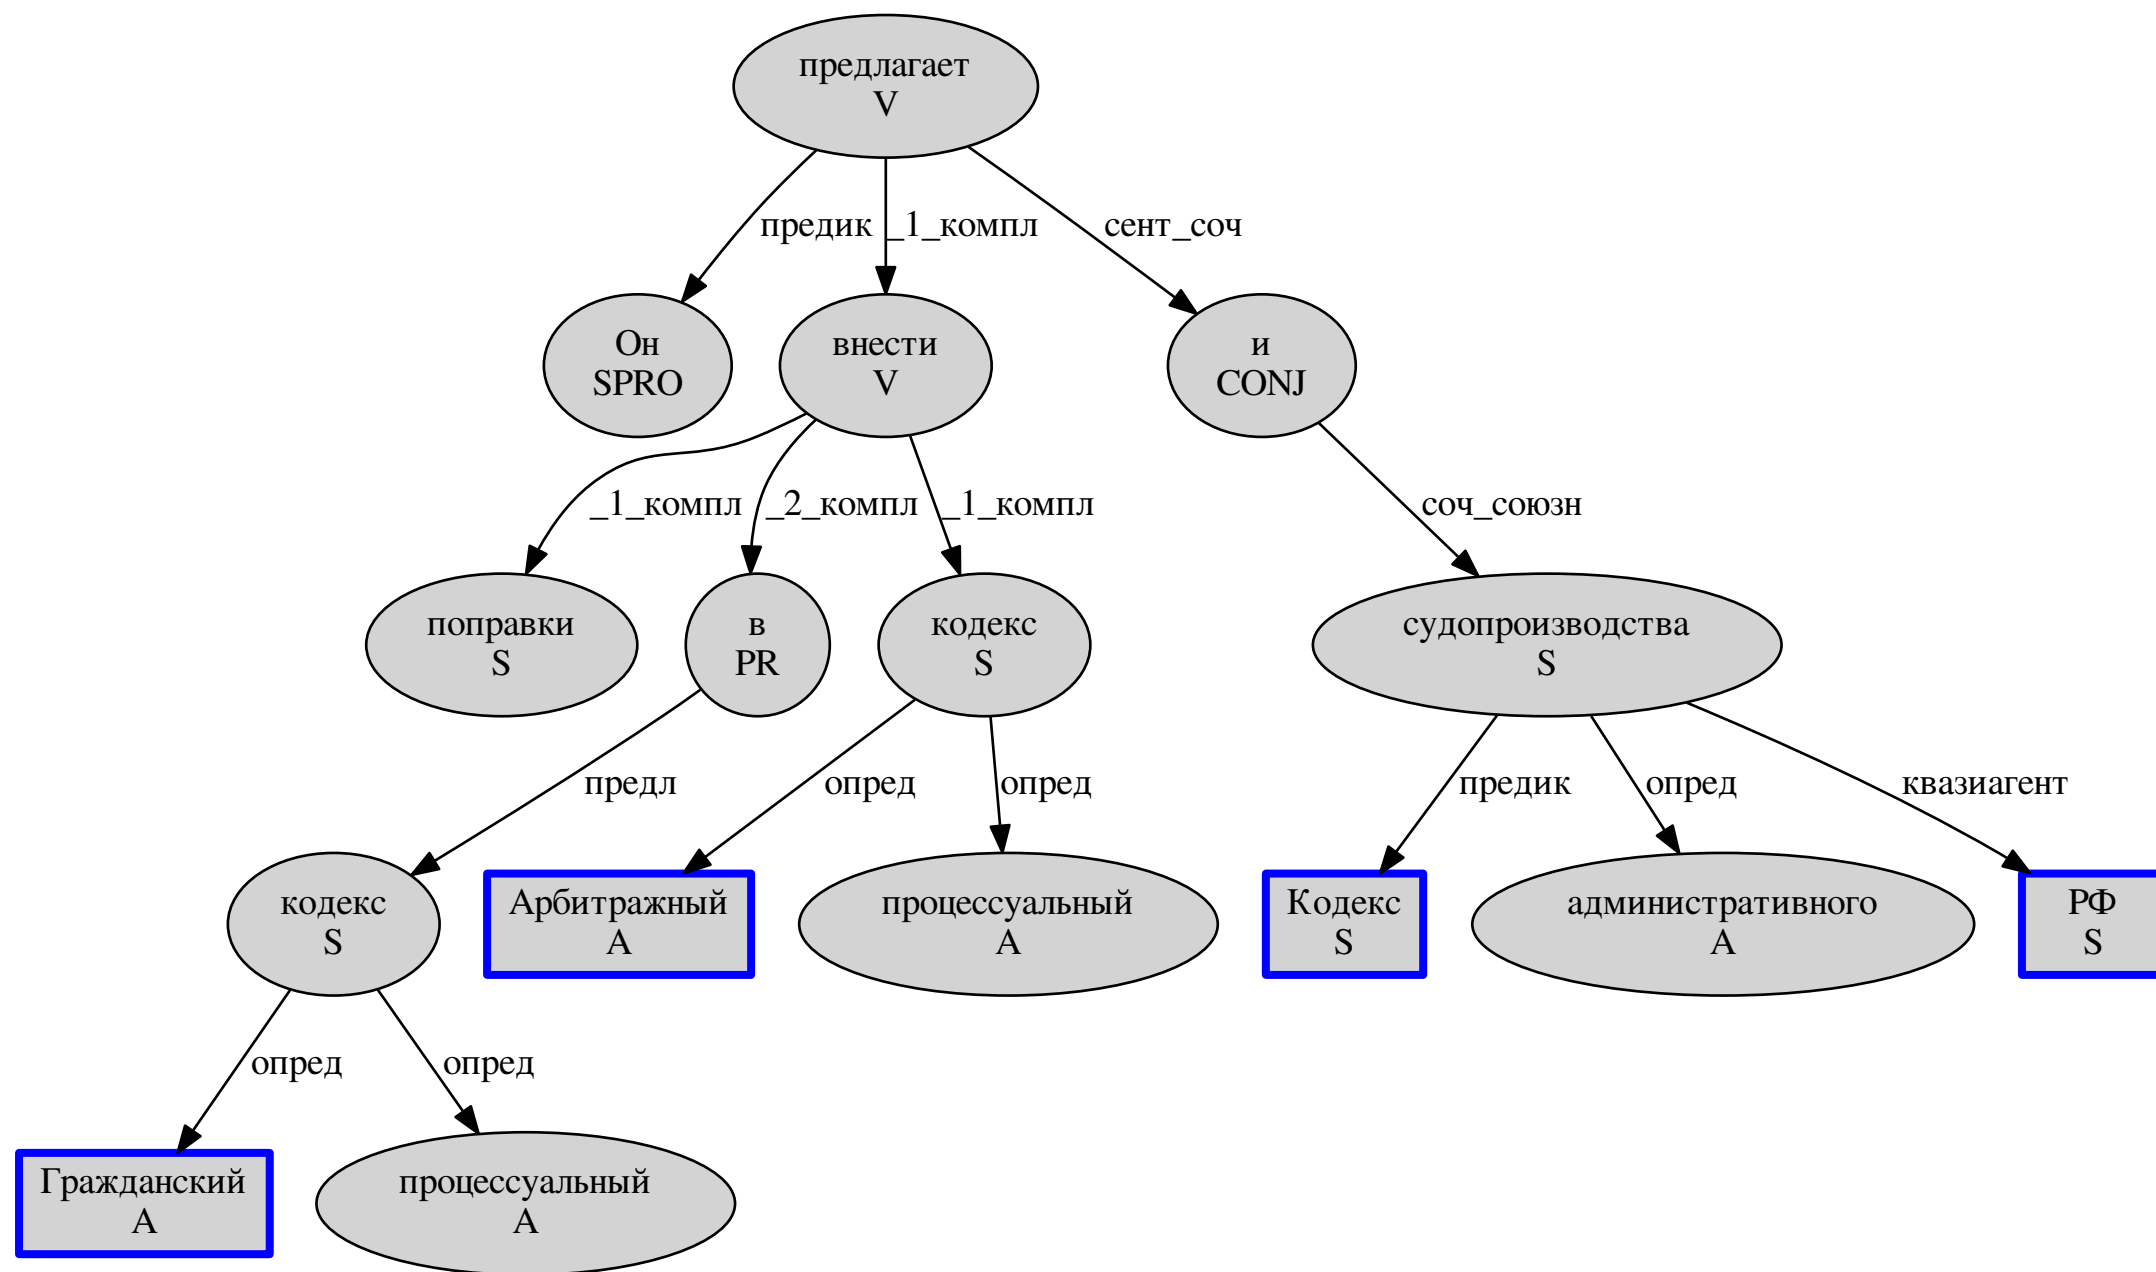 предлагает
V
предик
_1_компл
сент_соч
Он
SPRO
внести
V
и
CONJ
_1_компл
_2_компл
_1_компл
соч_союзн
поправки
S
в
PR
кодекс
S
судопроизводства
S
предл
опред
опред
предик
опред
квазиагент
кодекс
S
Арбитражный
A
процессуальный
A
Кодекс
S
административного
A
РФ
S
опред
опред
Гражданский
A
процессуальный
A